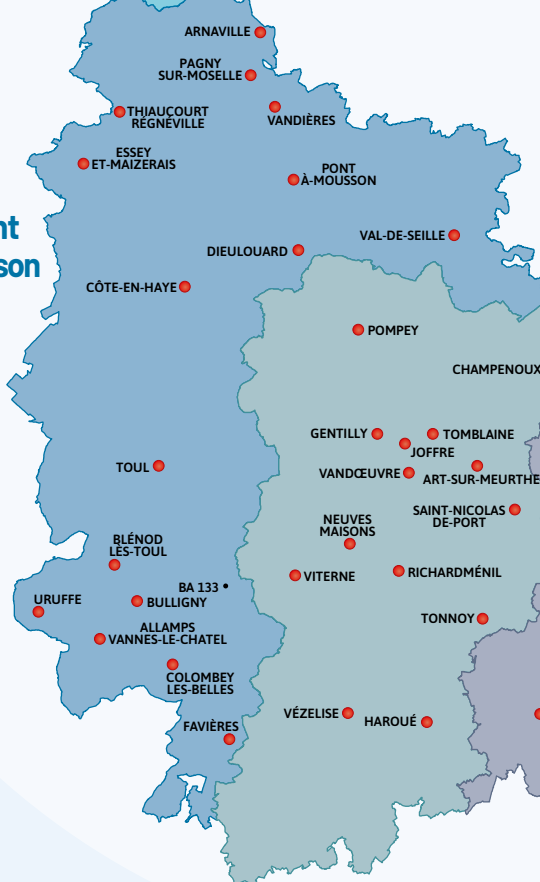 ARNAVILLE
PAGNY
SUR-MOSELLE
VANDIÈRES
THIAUCOURT
RÉGNÉVILLE
ESSEY
ET-MAIZERAIS
PONT
À-MOUSSON
nt
son
VAL-DE-SEILLE
DIEULOUARD
CÔTE-EN-HAYE
POMPEY
CHAMPENOUX
GENTILLY
TOMBLAINE
JOFFRE
TOUL
VANDŒUVRE
ART-SUR-MEURTHE
SAINT-NICOLAS
DE-PORT
NEUVES
MAISONS
BLÉNOD
LÈS-TOUL
VITERNE
RICHARDMÉNIL
BA 133
URUFFE
BULLIGNY
TONNOY
ALLAMPS
VANNES-LE-CHATEL
COLOMBEY
LES-BELLES
VÉZELISE
HAROUÉ
FAVIÈRES